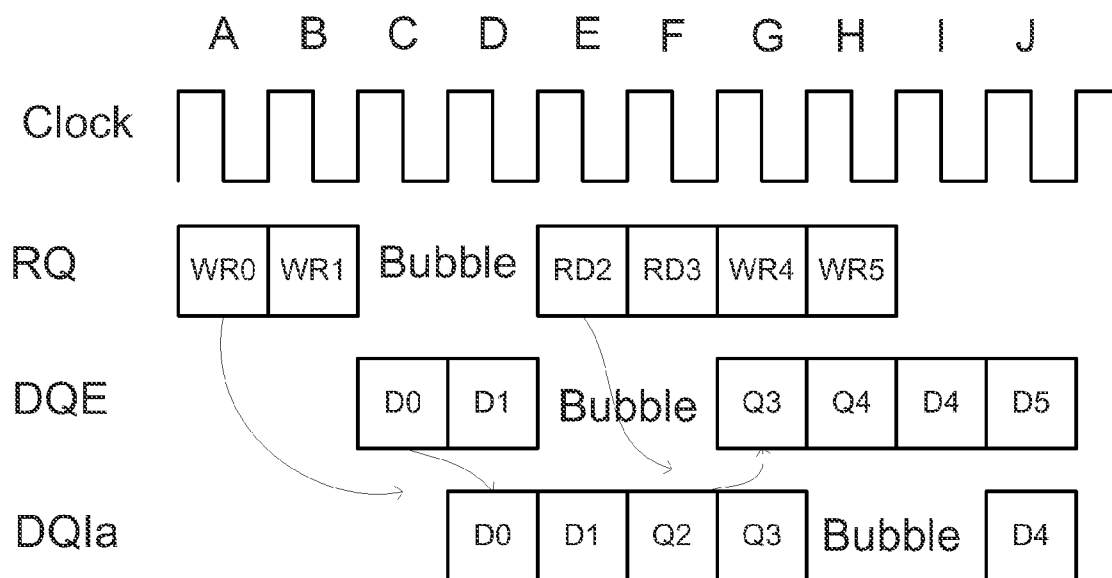 A B C D E F G H I J
Clock
RQ WR0 WR1 Bubble RD2 RD3 WR4 WR5
DQE D0 D1 Bubble Q3 Q4 D4 D5
DQIa D0 D1 Q2 Q3 Bubble D4